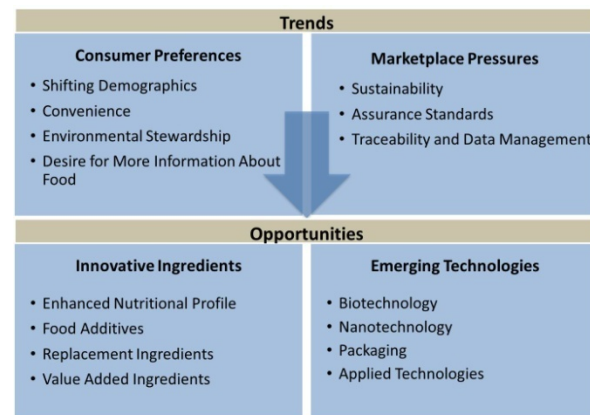 Trends
Consumer Preferences
• Shifting Demographics
• Convenience
• Environmental Stewardship
• Desire for More Information About
Food
Marketplace Pressures
• Sustainability
• Assurance Standards
• Traceability and Data Management
Opportunities
Innovative Ingredients
• Enhanced Nutritional Profile
• Food Additives
• Replacement Ingredients
• Value Added Ingredients
Emerging Technologies
• Biotechnology
• Nanotechnology
• Packaging
• Applied Technologies